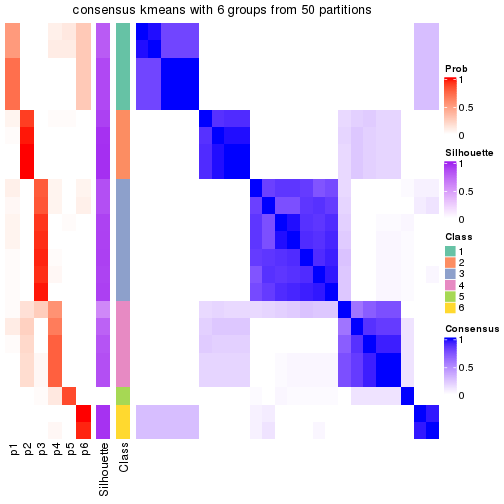 consensus kmeans with 6 groups from 50 partitions
Prob
1
0.5
0
Silhouette
1
0.5
0
Class
1
2
3
4
5
6
Consensus
1
0.5
0
p1
p2
p3
p4
p5
p6
Silhouette
Class